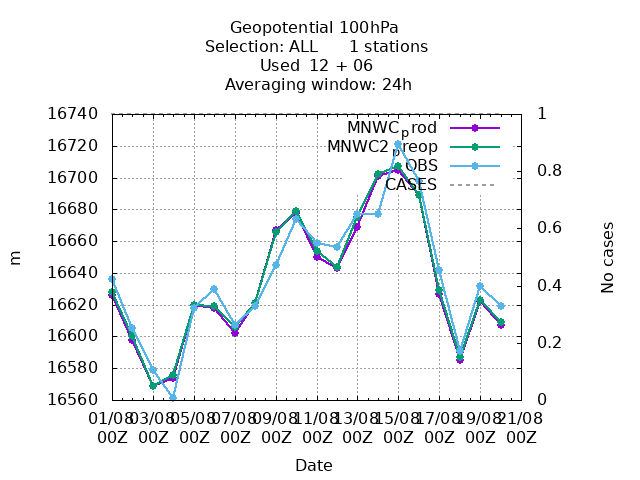 Geopotential 100hPa
Selection: ALL 1 stations
Used 12 + 06
Averaging window: 24h
16740
16720
16700
16680
16660
16640
16620
16600
16580
16560
m
1
0.8
0.6
0.4
0.2
0
No cases
MNWC_prod
MNWC2_preop
OBS
CASES
01/08 03/08 05/08 07/08 09/08 11/08 13/08 15/08 17/08 19/08 21/08
00Z 00Z 00Z 00Z 00Z 00Z 00Z 00Z 00Z 00Z 00Z
Date